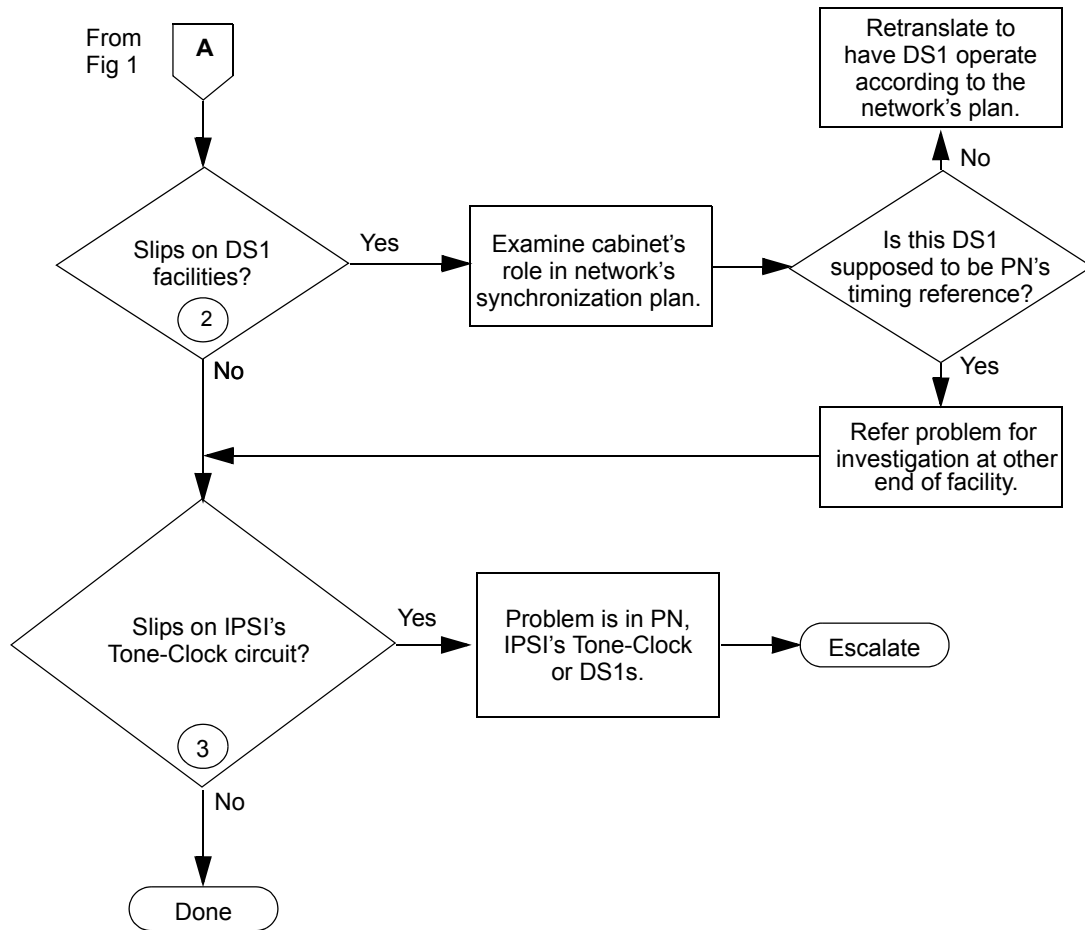 From
Fig 1
A
Retranslate to
have DS1 operate
according to the
network’s plan.
No
Slips on DS1
facilities?
2
Yes
Examine cabinet’s
role in network’s
synchronization plan.
Is this DS1
supposed to be PN’s
timing reference?
No
Yes
Refer problem for
investigation at other
end of facility.
Slips on IPSI’s
Tone-Clock circuit?
3
Yes
Problem is in PN,
IPSI’s Tone-Clock
or DS1s.
Escalate
No
Done